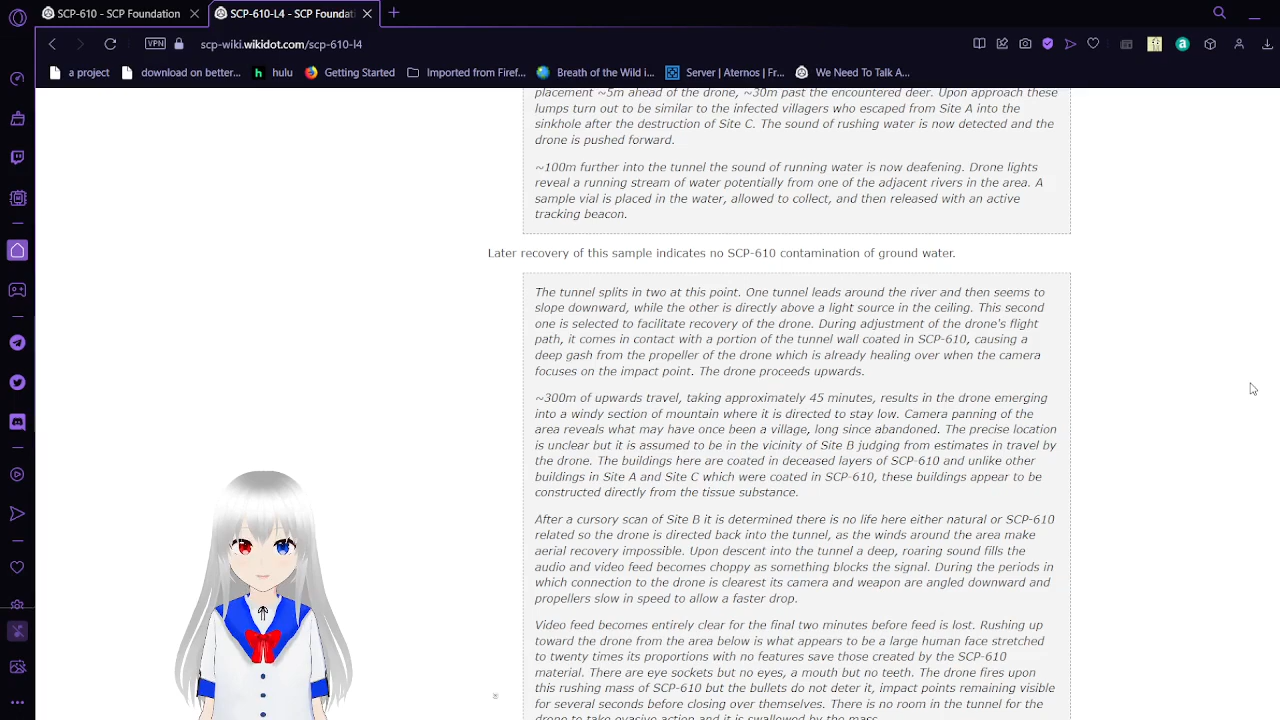 SCP-610 - SCP Foundation
SCP-610-L4 - SCP Foundati
VPN
scp-wiki.wikidot.com/scp-610-l4
a project
download on better...
hulu
Getting Started
Imported from Firef...
Breath of the Wild i...
Server | Aternos | Fr...
We Need To Talk A...
placement ~5m ahead of the drone, ~30m past the encountered deer. Upon approach these
lumps turn out to be similar to the infected villagers who escaped from Site A into the
sinkhole after the destruction of Site C. The sound of rushing water is now detected and the
drone is pushed forward.
~100m further into the tunnel the sound of running water is now deafening. Drone lights
reveal a running stream of water potentially from one of the adjacent rivers in the area. A
sample vial is placed in the water, allowed to collect, and then released with an active
tracking beacon.
Later recovery of this sample indicates no SCP-610 contamination of ground water.
The tunnel splits in two at this point. One tunnel leads around the river and then seems to
slope downward, while the other is directly above a light source in the ceiling. This second
one is selected to facilitate recovery of the drone. During adjustment of the drone's flight
path, it comes in contact with a portion of the tunnel wall coated in SCP-610, causing a
deep gash from the propeller of the drone which is already healing over when the camera
focuses on the impact point. The drone proceeds upwards.
~300m of upwards travel, taking approximately 45 minutes, results in the drone emerging
into a windy section of mountain where it is directed to stay low. Camera panning of the
area reveals what may have once been a village, long since abandoned. The precise location
is unclear but it is assumed to be in the vicinity of Site B judging from estimates in travel by
the drone. The buildings here are coated in deceased layers of SCP-610 and unlike other
buildings in Site A and Site C which were coated in SCP-610, these buildings appear to be
constructed directly from the tissue substance.
After a cursory scan of Site B it is determined there is no life here either natural or SCP-610
related so the drone is directed back into the tunnel, as the winds around the area make
aerial recovery impossible. Upon descent into the tunnel a deep, roaring sound fills the
audio and video feed becomes choppy as something blocks the signal. During the periods in
which connection to the drone is clearest its camera and weapon are angled downward and
propellers slow in speed to allow a faster drop.
Video feed becomes entirely clear for the final two minutes before feed is lost. Rushing up
toward the drone from the area below is what appears to be a large human face stretched
to twenty times its proportions with no features save those created by the SCP-610
material. There are eye sockets but no eyes, a mouth but no teeth. The drone fires upon
this rushing mass of SCP-610 but the bullets do not deter it, impact points remaining visible
for several seconds before closing over themselves. There is no room in the tunnel for the
drone to take evasive action and it is swallowed by the mass.